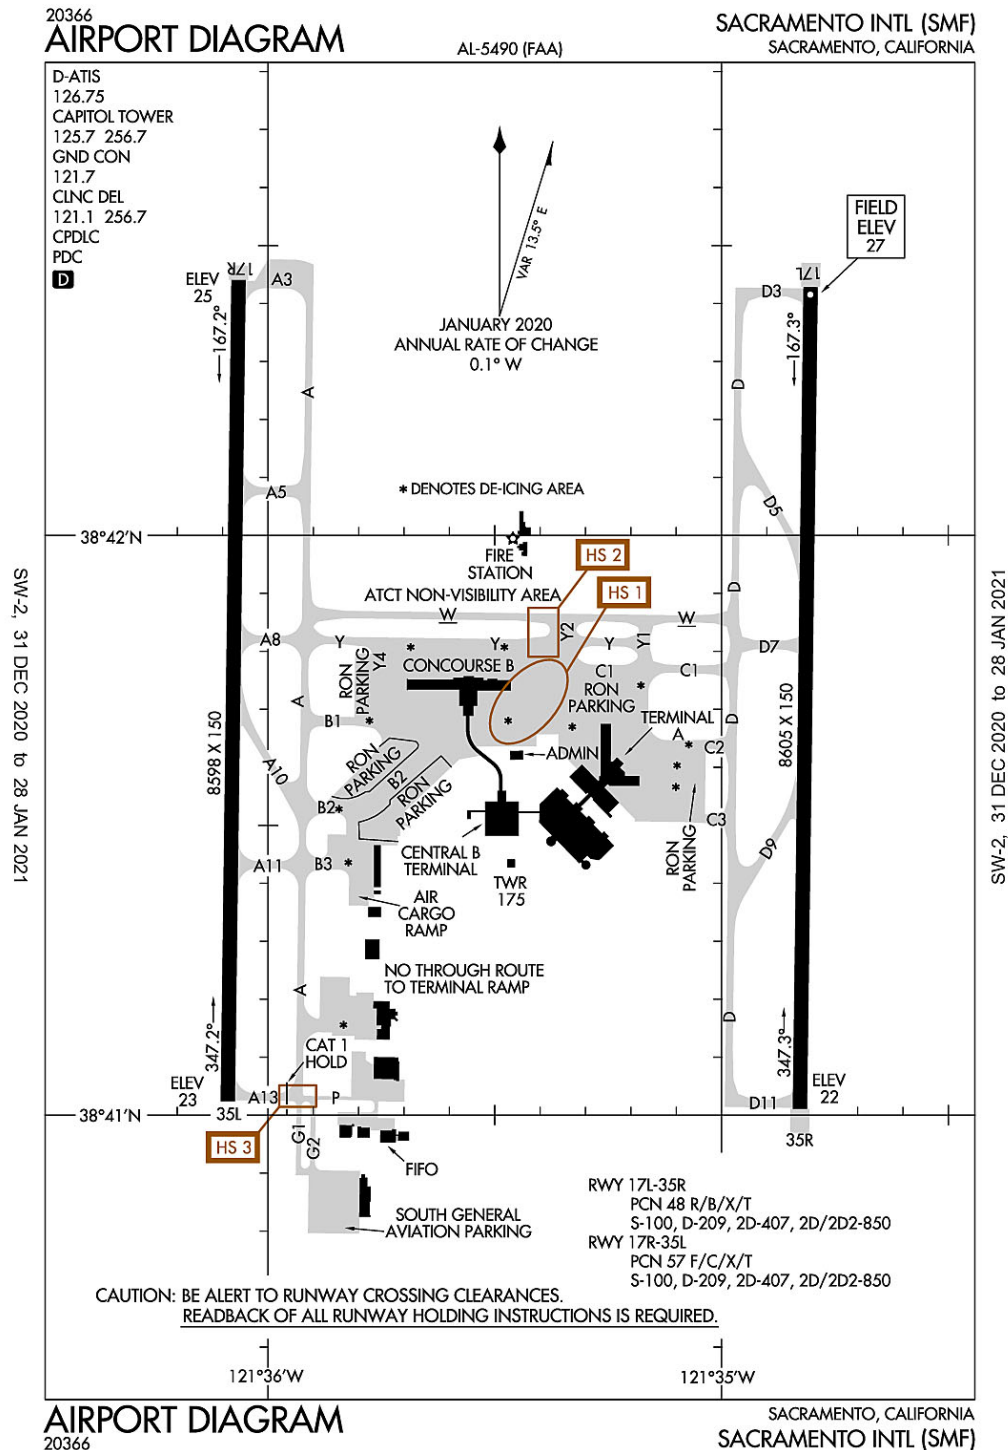 20366
AIRPORT DIAGRAM
AL-5490 (FAA)
SACRAMENTO INTL (SMF)
SACRAMENTO, CALIFORNIA
D-ATIS
126.75
CAPITOL TOWER
125.7 256.7
GND CON
121.7
CLNC DEL
121.1 256.7
CPDLC
PDC
D
VAR 13.5° E
JANUARY 2020
ANNUAL RATE OF CHANGE
0.1° W
FIELD
ELEV
27
ELEV
25
17R
A3
167.2°
A
17L
D3
167.3°
D
A5
* DENOTES DE-ICING AREA
D5
38°42'N
FIRE
STATION
HS 2
HS 1
ATCT NON-VISIBILITY AREA
W
W
D
A8
Y
Y4
Y
Y2
Y
Y1
D7
RON
PARKING
CONCOURSE B
C1
RON
PARKING
C1
A
B1
TERMINAL
A
C2
D
8598 X 150
8605 X 150
A10
RON
PARKING
B2
RON
PARKING
ADMIN
B2
C3
D9
A11
B3
CENTRAL B
TERMINAL
TWR
175
RON
PARKING
AIR
CARGO
RAMP
NO THROUGH ROUTE
TO TERMINAL RAMP
A
D
347.2°
347.3°
CAT 1
HOLD
ELEV
23
A13
P
35L
38°41'N
D11
ELEV
22
35R
HS 3
G1
G2
FIFO
SOUTH GENERAL
AVIATION PARKING
RWY 17L-35R
PCN 48 R/B/X/T
S-100, D-209, 2D-407, 2D/2D2-850
RWY 17R-35L
PCN 57 F/C/X/T
S-100, D-209, 2D-407, 2D/2D2-850
CAUTION: BE ALERT TO RUNWAY CROSSING CLEARANCES.
READBACK OF ALL RUNWAY HOLDING INSTRUCTIONS IS REQUIRED.
121°36'W
121°35'W
SW-2, 31 DEC 2020 to 28 JAN 2021
SW-2, 31 DEC 2020 to 28 JAN 2021
AIRPORT DIAGRAM
20366
SACRAMENTO, CALIFORNIA
SACRAMENTO INTL (SMF)